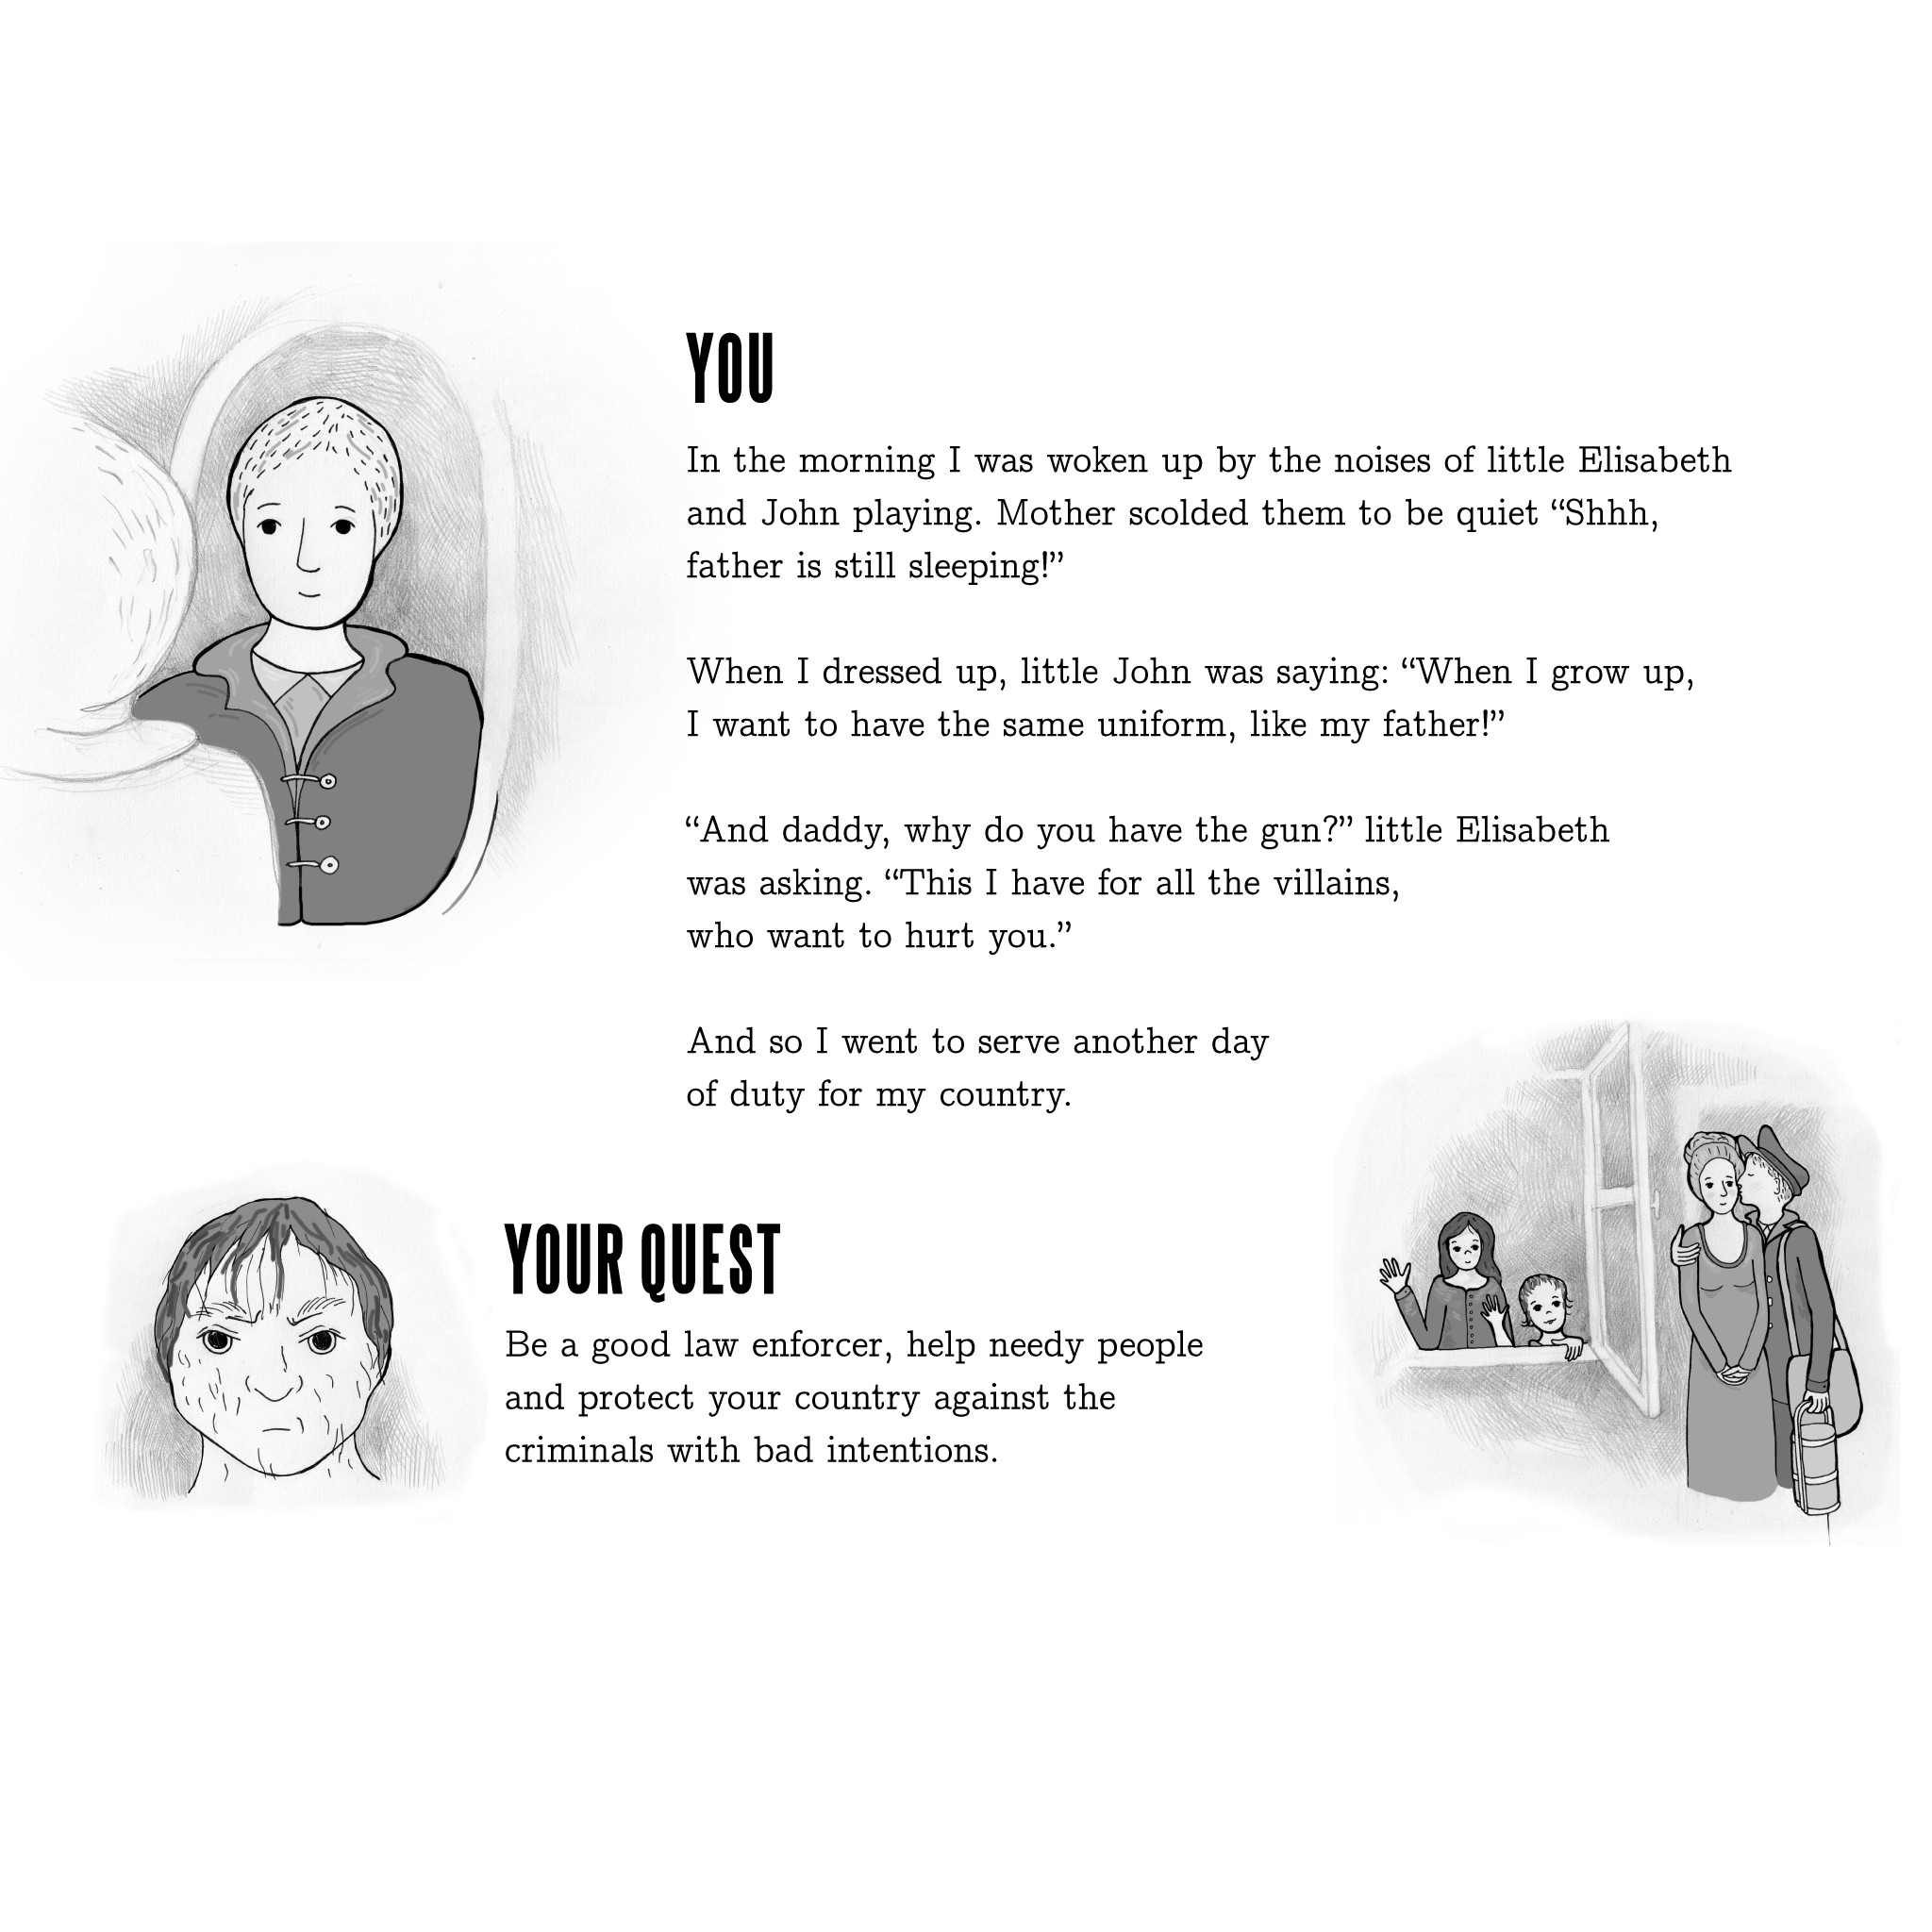 YOU
In the morning I was woken up by the noises of little Elisabeth
and John playing. Mother scolded them to be quiet “Shhh,
father is still sleeping!”
When I dressed up, little John was saying: “When I grow up,
I want to have the same uniform, like my father!”
“And daddy, why do you have the gun?” little Elisabeth
was asking. “This I have for all the villains,
who want to hurt you.”
And so I went to serve another day
of duty for my country.
YOUR QUEST
Be a good law enforcer, help needy people
and protect your country against the
criminals with bad intentions.